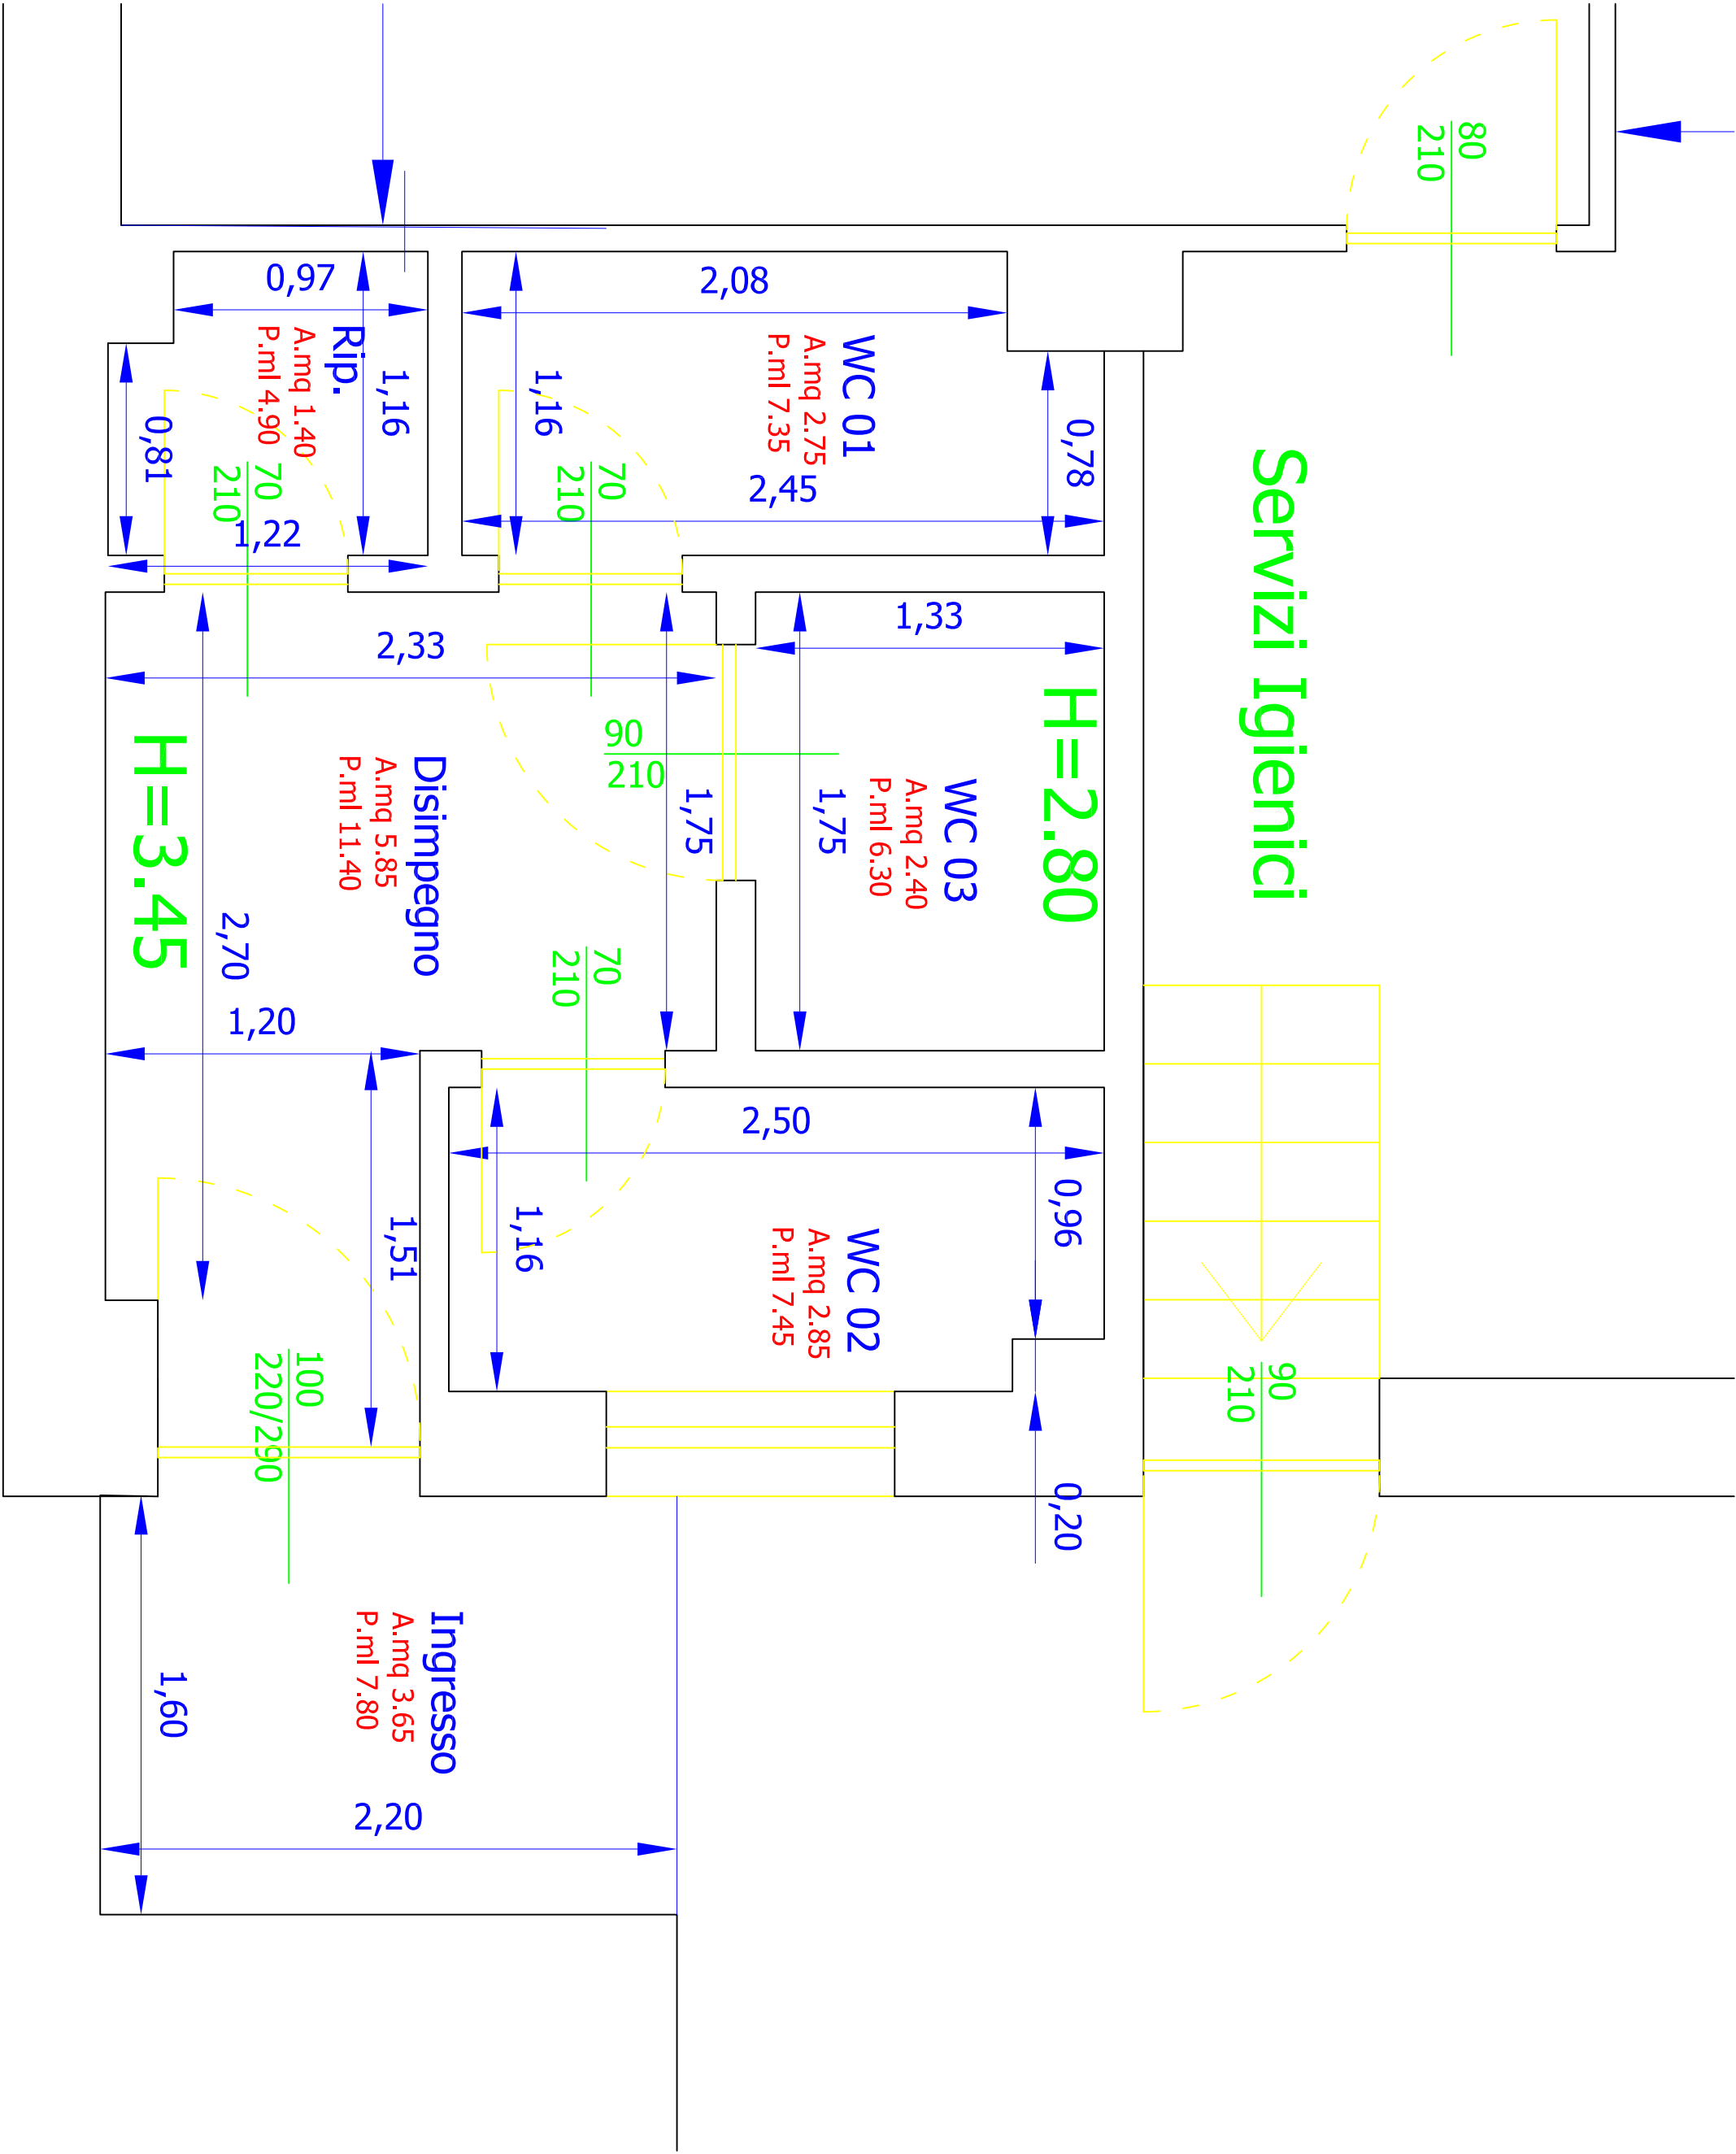 80
210
0,97
2,08
Rip.
A.mq 1.40
P.ml 4.90
1,16
1,16
WC 01
A.mq 2.75
P.ml 7.35
0,78
0,81
70
210
1,22
70
210
2,45
Servizi Igienici
2,33
1,33
H=2.80
90
210
H=3.45
Disimpegno
A.mq 5.85
P.ml 11.40
1,75
1,75
WC 03
A.mq 2.40
P.ml 6.30
2,70
70
210
1,20
2,50
1,51
1,16
WC 02
A.mq 2.85
P.ml 7.45
0,96
100
220/290
90
210
0,20
Ingresso
A.mq 3.65
P.ml 7.80
1,60
2,20